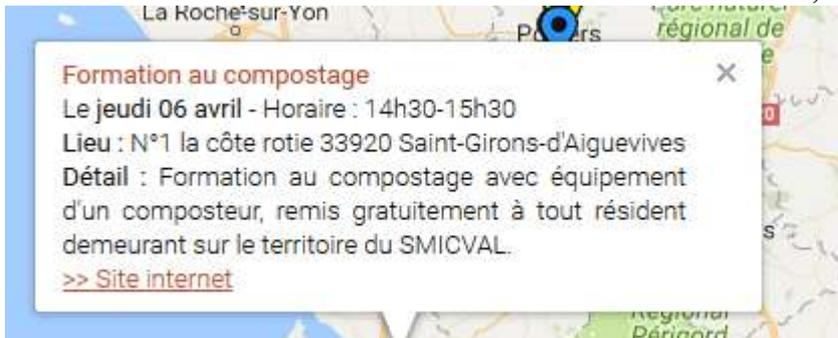 La Roche-sur-Yon
régional de
Formation au compostage
×
Le jeudi 06 avril - Horaire : 14h30-15h30
Lieu : N°1 la côte rotie 33920 Saint-Girons-d'Aiguevives
Détail : Formation au compostage avec équipement
d'un composteur, remis gratuitement à tout résident
demeurant sur le territoire du SMICVAL.
>> Site internet
Périgord